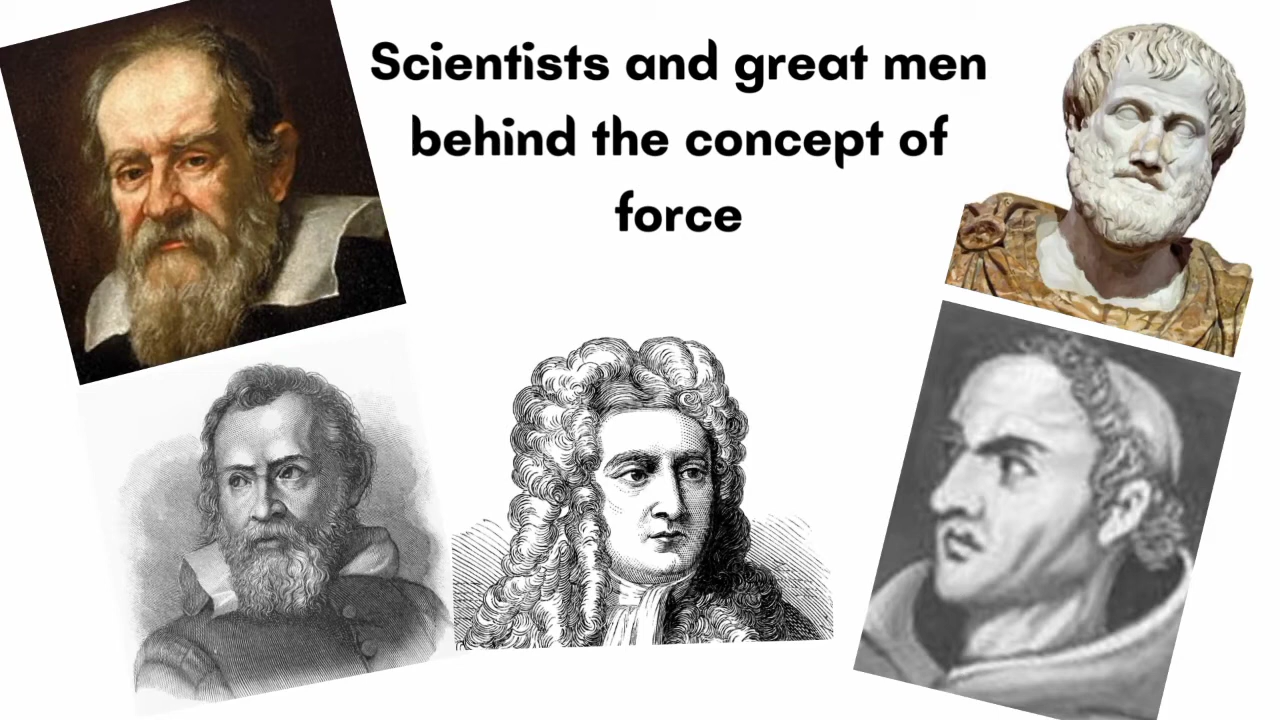 Scientists and great men
behind the concept of
force